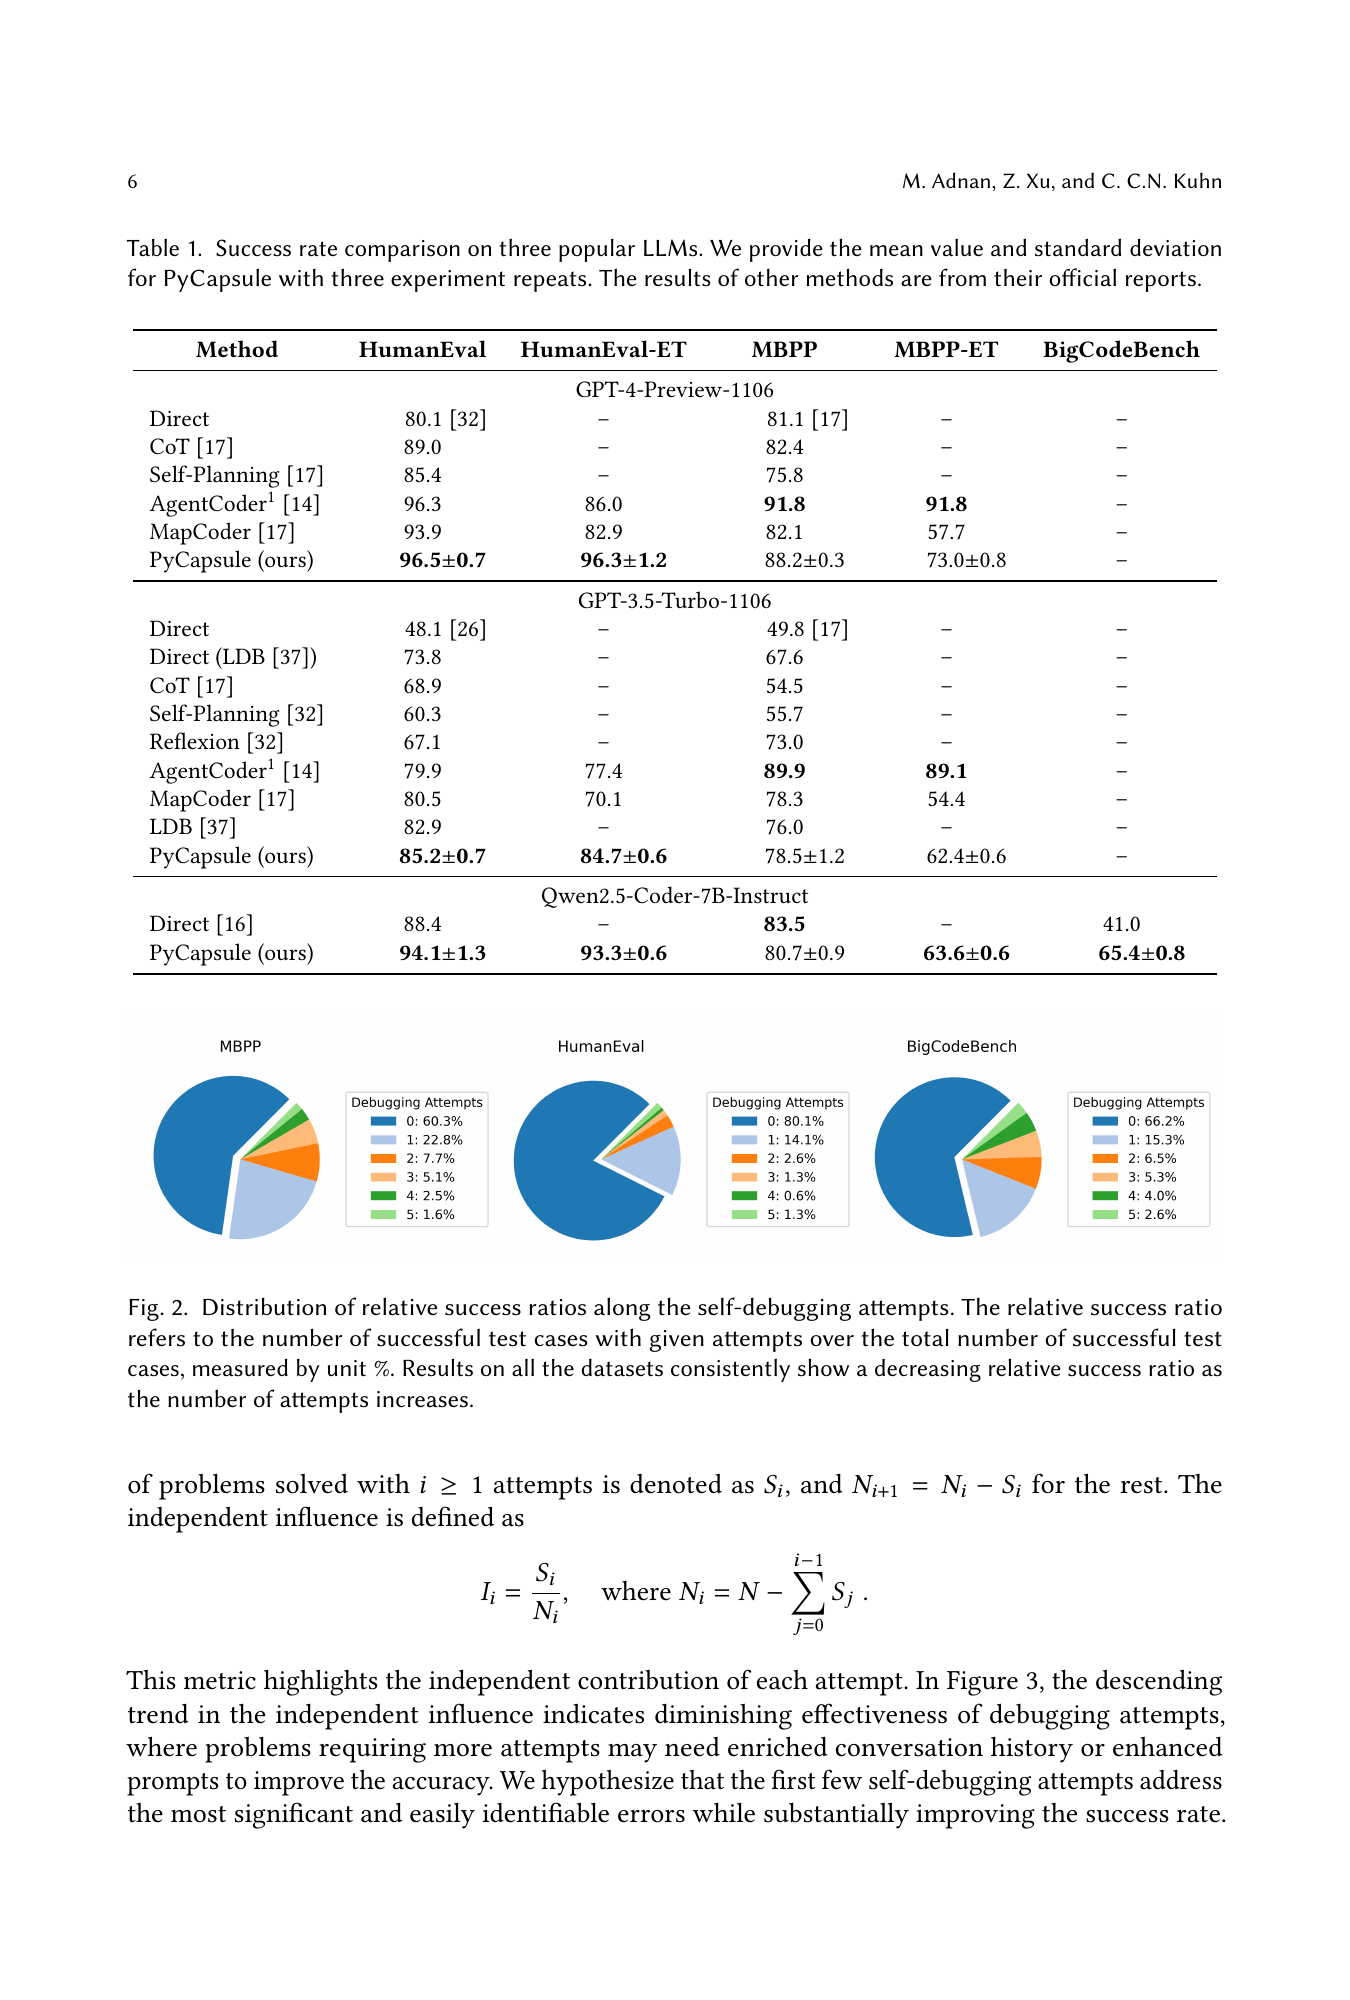 6 M. Adnan, Z. Xu, and C. C.N. Kuhn
Table 1. Success rate comparison on three popular LLMs. We provide the mean value and standard deviation
for PyCapsule with three experiment repeats. The results of other methods are from their official reports.
Method HumanEval HumanEval-ET MBPP MBPP-ET BigCodeBench
GPT-4-Preview-1106
Direct 80.1 [32] – 81.1 [17] – –
CoT [17] 89.0 – 82.4 – –
Self-Planning [17] 85.4 – 75.8 – –
AgentCoder¹ [14] 96.3 86.0 91.8 91.8 –
MapCoder [17] 93.9 82.9 82.1 57.7 –
PyCapsule (ours) 96.5±0.7 96.3±1.2 88.2±0.3 73.0±0.8 –
GPT-3.5-Turbo-1106
Direct 48.1 [26] – 49.8 [17] – –
Direct (LDB [37]) 73.8 – 67.6 – –
CoT [17] 68.9 – 54.5 – –
Self-Planning [32] 60.3 – 55.7 – –
Reflexion [32] 67.1 – 73.0 – –
AgentCoder¹ [14] 79.9 77.4 89.9 89.1 –
MapCoder [17] 80.5 70.1 78.3 54.4 –
LDB [37] 82.9 – 76.0 – –
PyCapsule (ours) 85.2±0.7 84.7±0.6 78.5±1.2 62.4±0.6 –
Qwen2.5-Coder-7B-Instruct
Direct [16] 88.4 – 83.5 – 41.0
PyCapsule (ours) 94.1±1.3 93.3±0.6 80.7±0.9 63.6±0.6 65.4±0.8
MBPP
Debugging Attempts
0: 60.3%
1: 22.8%
2: 7.7%
3: 5.1%
4: 2.5%
5: 1.6%
HumanEval
Debugging Attempts
0: 80.1%
1: 14.1%
2: 2.6%
3: 1.3%
4: 0.6%
5: 1.3%
BigCodeBench
Debugging Attempts
0: 66.2%
1: 15.3%
2: 6.5%
3: 5.3%
4: 4.0%
5: 2.6%
Fig. 2. Distribution of relative success ratios along the self-debugging attempts. The relative success ratio
refers to the number of successful test cases with given attempts over the total number of successful test
cases, measured by unit %. Results on all the datasets consistently show a decreasing relative success ratio as
the number of attempts increases.
of problems solved with i ≥ 1 attempts is denoted as Sᵢ, and Nᵢ₊₁ = Nᵢ − Sᵢ for the rest. The
independent influence is defined as
Iᵢ = Sᵢ / Nᵢ, where Nᵢ = N − ∑_{j=0}^{i−1} Sⱼ .
This metric highlights the independent contribution of each attempt. In Figure 3, the descending
trend in the independent influence indicates diminishing effectiveness of debugging attempts,
where problems requiring more attempts may need enriched conversation history or enhanced
prompts to improve the accuracy. We hypothesize that the first few self-debugging attempts address
the most significant and easily identifiable errors while substantially improving the success rate.